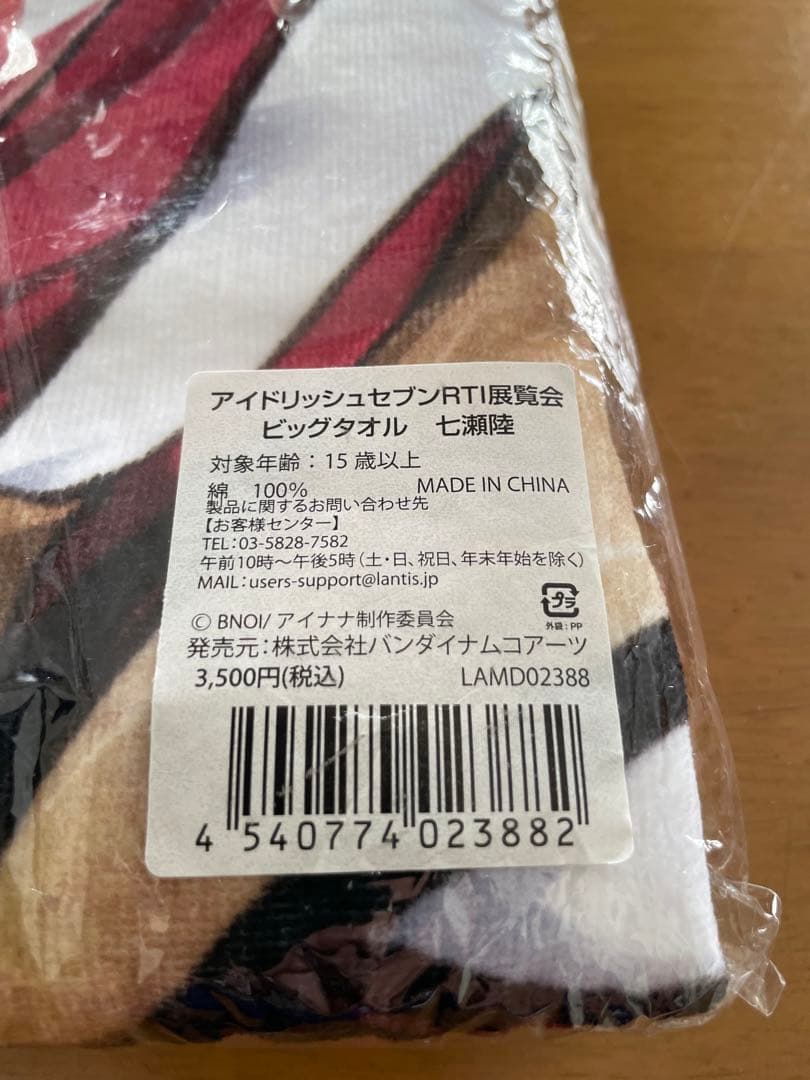 アイドリッシュセブンRTI展覧会
ビッグタオル 七瀬陸
対象年齢：15歳以上
綿 100% MADE IN CHINA
製品に関するお問い合わせ先
【お客様センター】
TEL：03-5828-7582
午前10時〜午後5時（土・日、祝日、年末年始を除く）
MAIL：users-support@lantis.jp
プラ
外袋：PP
© BNOI/ アイナナ制作委員会
発売元：株式会社バンダイナムコアーツ
3,500円(税込) LAMD02388
4 540774 023882